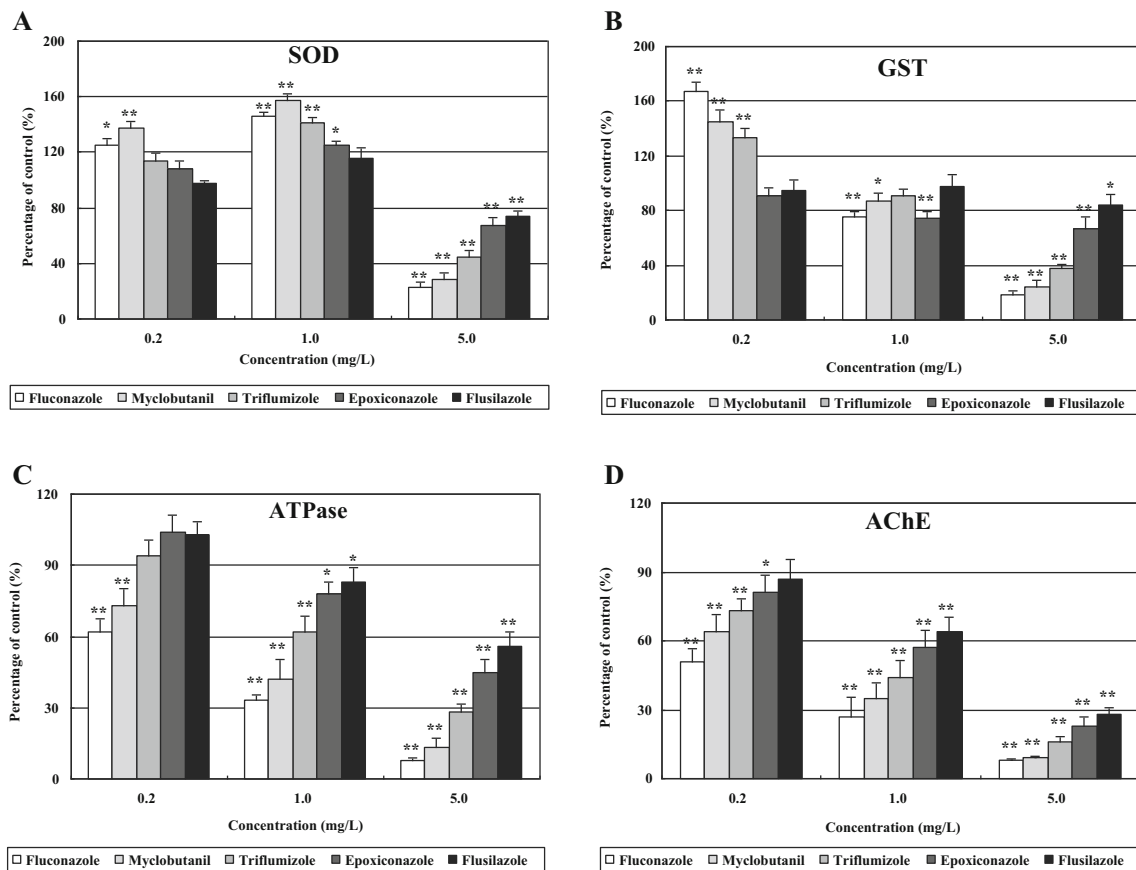 A
SOD
Percentage of control (%)
200
160
120
80
40
0
* ** ** ** ** * ** ** ** ** **
0.2 1.0 5.0
Concentration (mg/L)
Fluconazole Myclobutanil Triflumizole Epoxiconazole Flusilazole
B
GST
Percentage of control (%)
200
160
120
80
40
0
** ** ** ** * ** ** ** ** ** *
0.2 1.0 5.0
Concentration (mg/L)
Fluconazole Myclobutanil Triflumizole Epoxiconazole Flusilazole
C
ATPase
Percentage of control (%)
120
90
60
30
0
** ** ** ** ** * * ** ** ** ** **
0.2 1.0 5.0
Concentration (mg/L)
Fluconazole Myclobutanil Triflumizole Epoxiconazole Flusilazole
D
AChE
Percentage of control (%)
120
90
60
30
0
** ** ** * ** ** ** ** ** ** ** ** ** **
0.2 1.0 5.0
Concentration (mg/L)
Fluconazole Myclobutanil Triflumizole Epoxiconazole Flusilazole